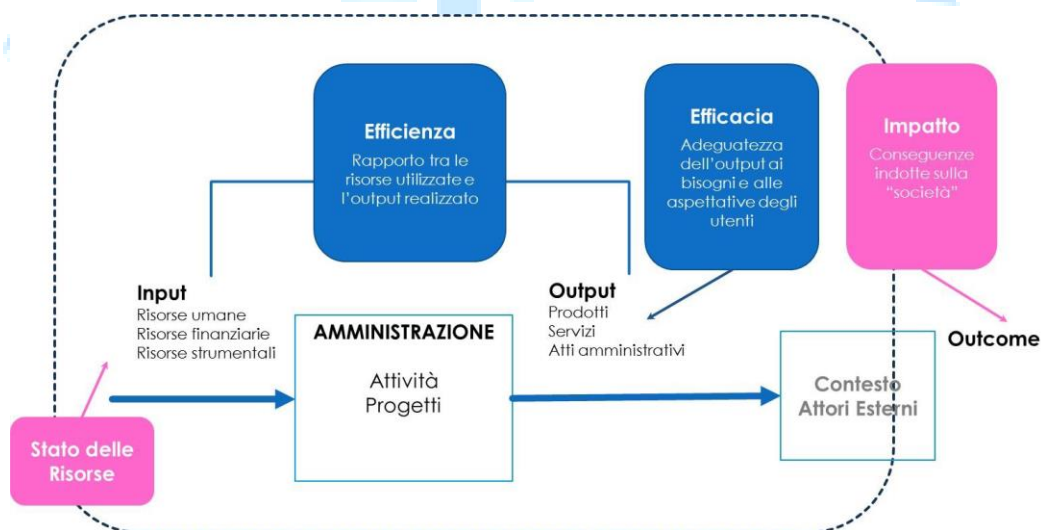 Efficienza
Rapporto tra le
risorse utilizzate e
l'output realizzato
Efficacia
Adeguatezza
dell'output ai
bisogni e alle
aspettative degli
utenti
Impatto
Conseguenze
indotte sulla
"società"
Input
Risorse umane
Risorse finanziarie
Risorse strumentali
AMMINISTRAZIONE
Attività
Progetti
Output
Prodotti
Servizi
Atti amministrativi
Outcome
Contesto
Attori Esterni
Stato delle
Risorse